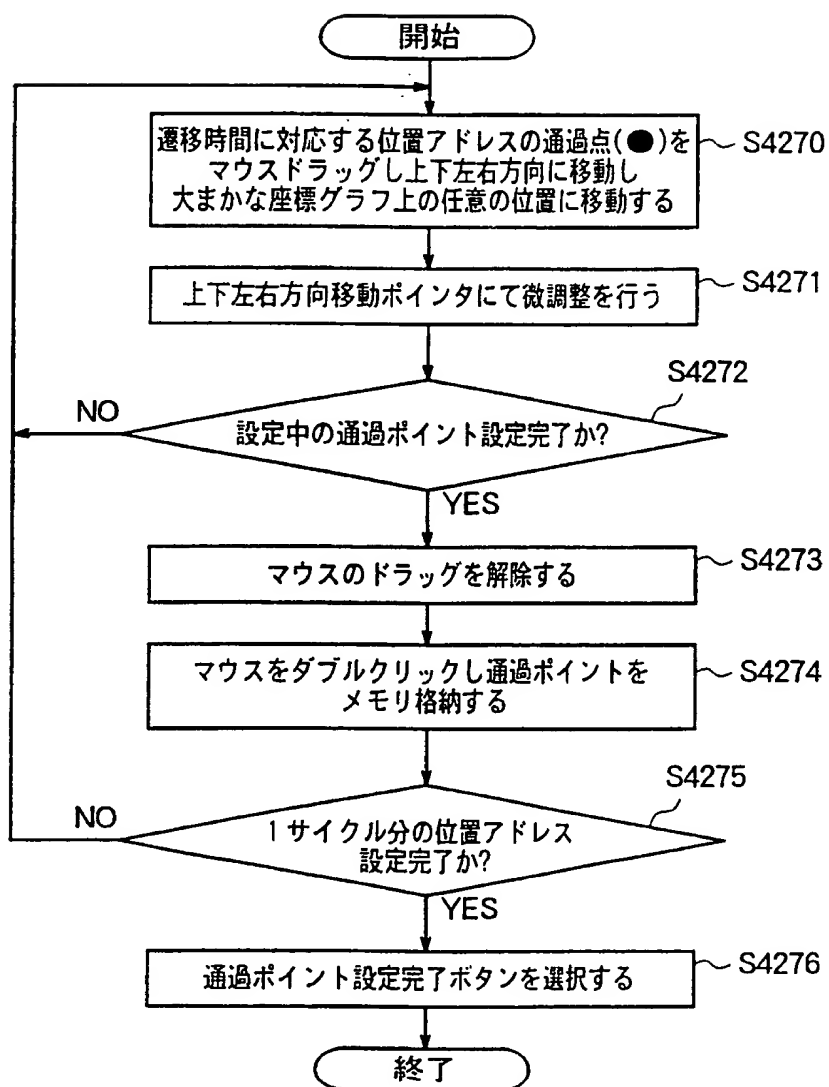 開始
遷移時間に対応する位置アドレスの通過点(●)を
マウスドラッグし上下左右方向に移動し
大まかな座標グラフ上の任意の位置に移動する
S4270
上下左右方向移動ポインタにて微調整を行う
S4271
S4272
NO
設定中の通過ポイント設定完了か?
YES
マウスのドラッグを解除する
S4273
マウスをダブルクリックし通過ポイントを
メモリ格納する
S4274
S4275
NO
1サイクル分の位置アドレス
設定完了か?
YES
通過ポイント設定完了ボタンを選択する
S4276
終了